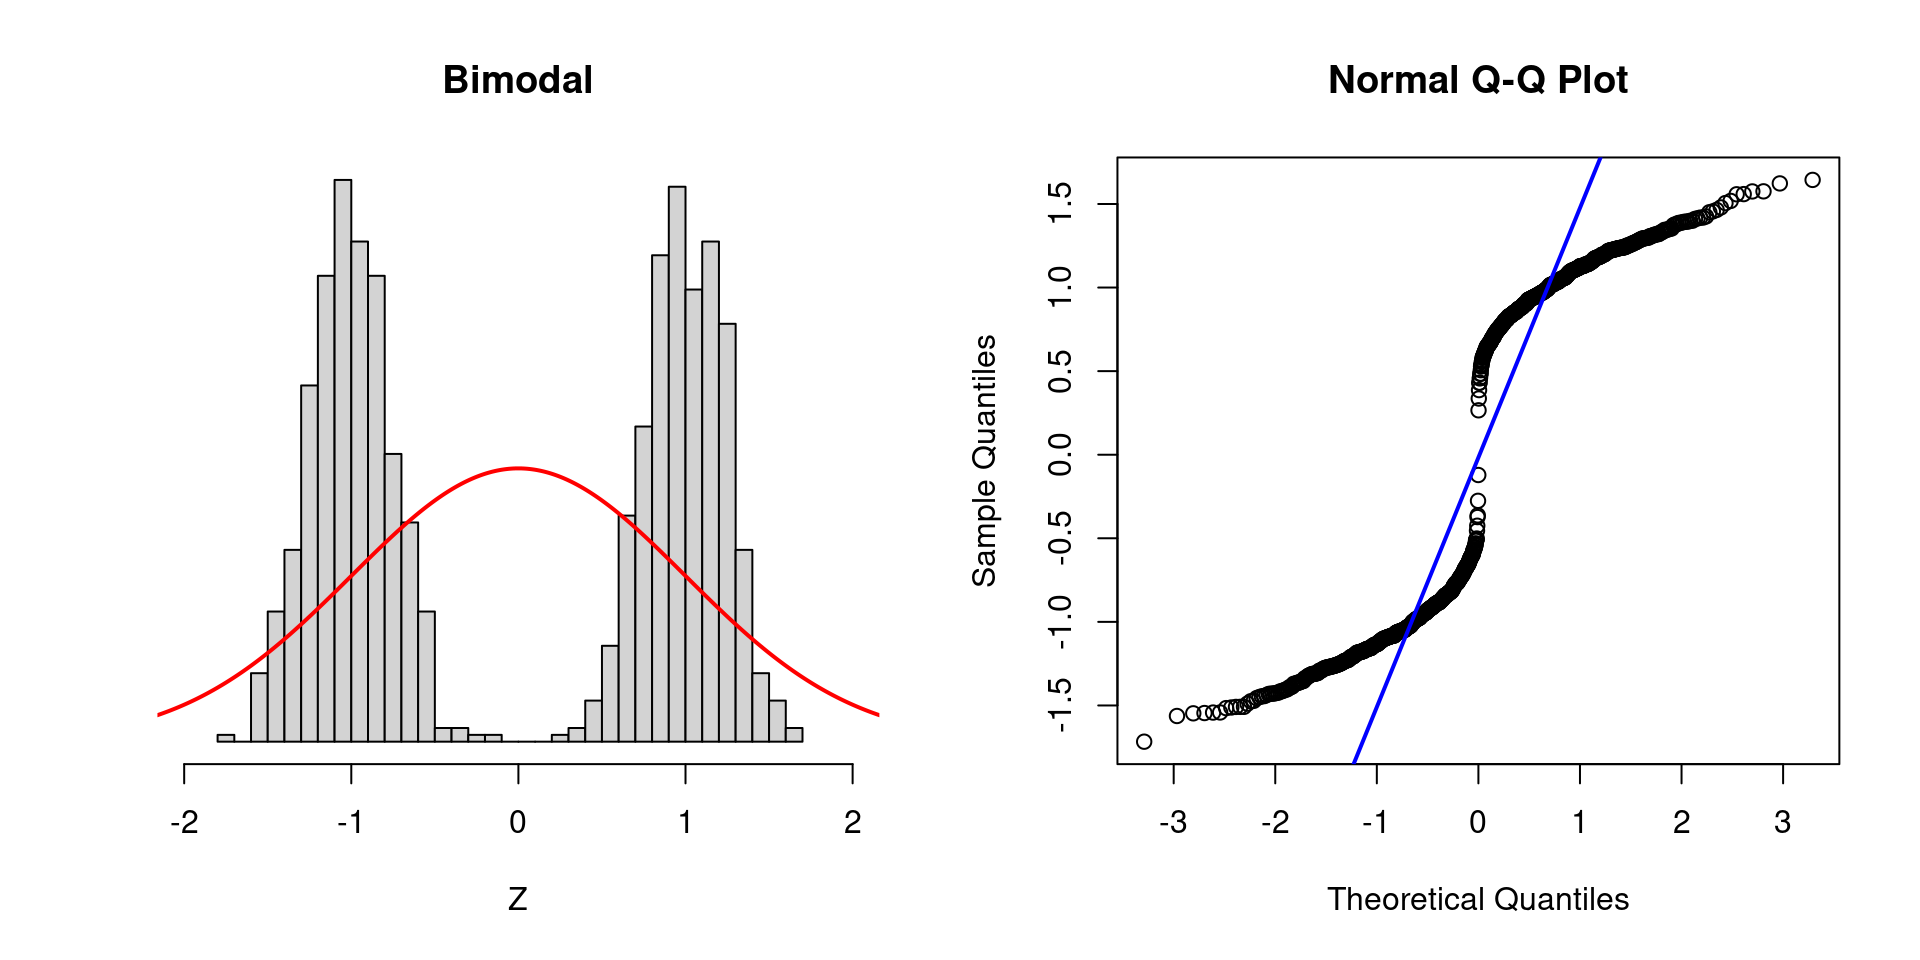 Bimodal
-2 -1 0 1 2
Z
Normal Q-Q Plot
1.5
1.0
0.5
0.0
-0.5
-1.0
-1.5
Sample Quantiles
-3 -2 -1 0 1 2 3
Theoretical Quantiles